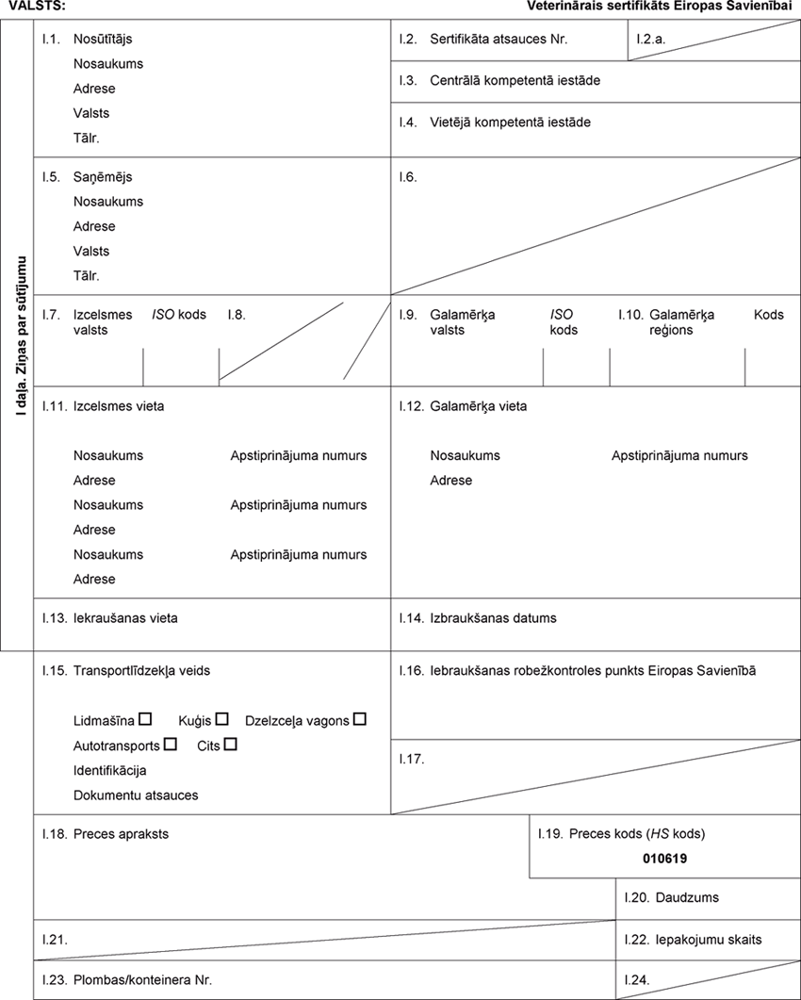 VALSTS:
Veterinārais sertifikāts Eiropas Savienībai
I daļa. Ziņas par sūtījumu
I.1. Nosūtītājs
Nosaukums
Adrese
Valsts
Tālr.
I.2. Sertifikāta atsauces Nr.
I.2.a.
I.3. Centrālā kompetentā iestāde
I.4. Vietējā kompetentā iestāde
I.5. Saņēmējs
Nosaukums
Adrese
Valsts
Tālr.
I.6.
I.7. Izcelsmes
valsts
ISO kods
I.8.
I.9. Galamērķa
valsts
ISO
kods
I.10. Galamērķa
reģions
Kods
I.11. Izcelsmes vieta
Nosaukums Apstiprinājuma numurs
Adrese
Nosaukums Apstiprinājuma numurs
Adrese
Nosaukums Apstiprinājuma numurs
Adrese
I.12. Galamērķa vieta
Nosaukums Apstiprinājuma numurs
Adrese
I.13. Iekraušanas vieta
I.14. Izbraukšanas datums
I.15. Transportlīdzekļa veids
Lidmašīna Kuģis Dzelzceļa vagons
Autotransports Cits
Identifikācija
Dokumentu atsauces
I.16. Iebraukšanas robežkontroles punkts Eiropas Savienībā
I.17.
I.18. Preces apraksts
I.19. Preces kods (HS kods)
010619
I.20. Daudzums
I.21.
I.22. Iepakojumu skaits
I.23. Plombas/konteinera Nr.
I.24.